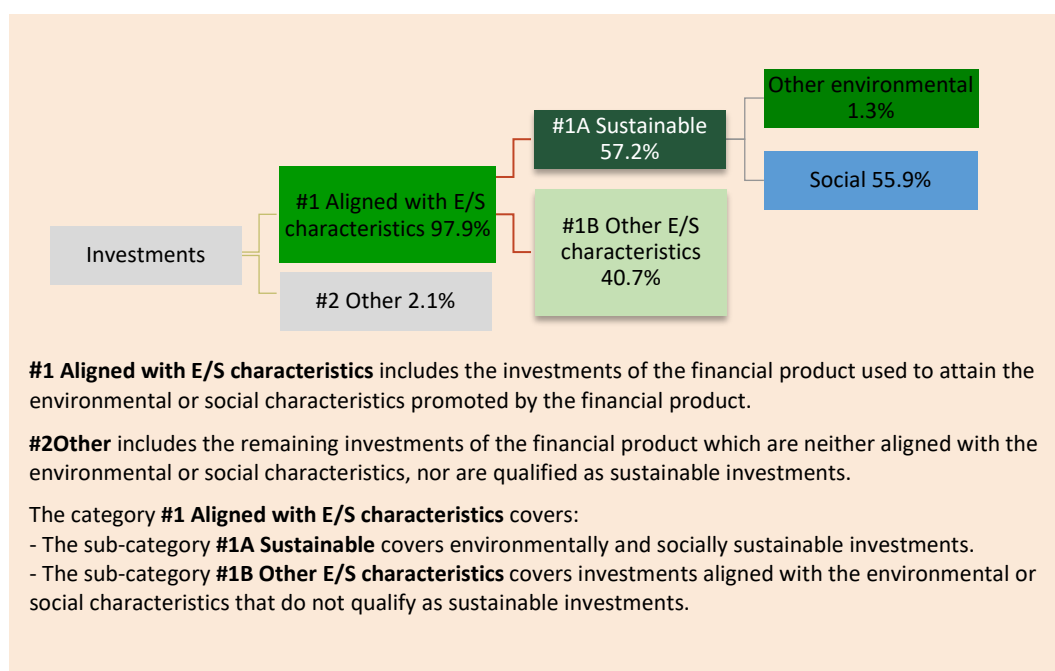 Other environmental
1.3%
#1A Sustainable
57.2%
Social 55.9%
#1 Aligned with E/S
characteristics 97.9%
#1B Other E/S
characteristics
40.7%
Investments
#2 Other 2.1%
#1 Aligned with E/S characteristics includes the investments of the financial product used to attain the
environmental or social characteristics promoted by the financial product.
#2Other includes the remaining investments of the financial product which are neither aligned with the
environmental or social characteristics, nor are qualified as sustainable investments.
The category #1 Aligned with E/S characteristics covers:
- The sub-category #1A Sustainable covers environmentally and socially sustainable investments.
- The sub-category #1B Other E/S characteristics covers investments aligned with the environmental or
social characteristics that do not qualify as sustainable investments.